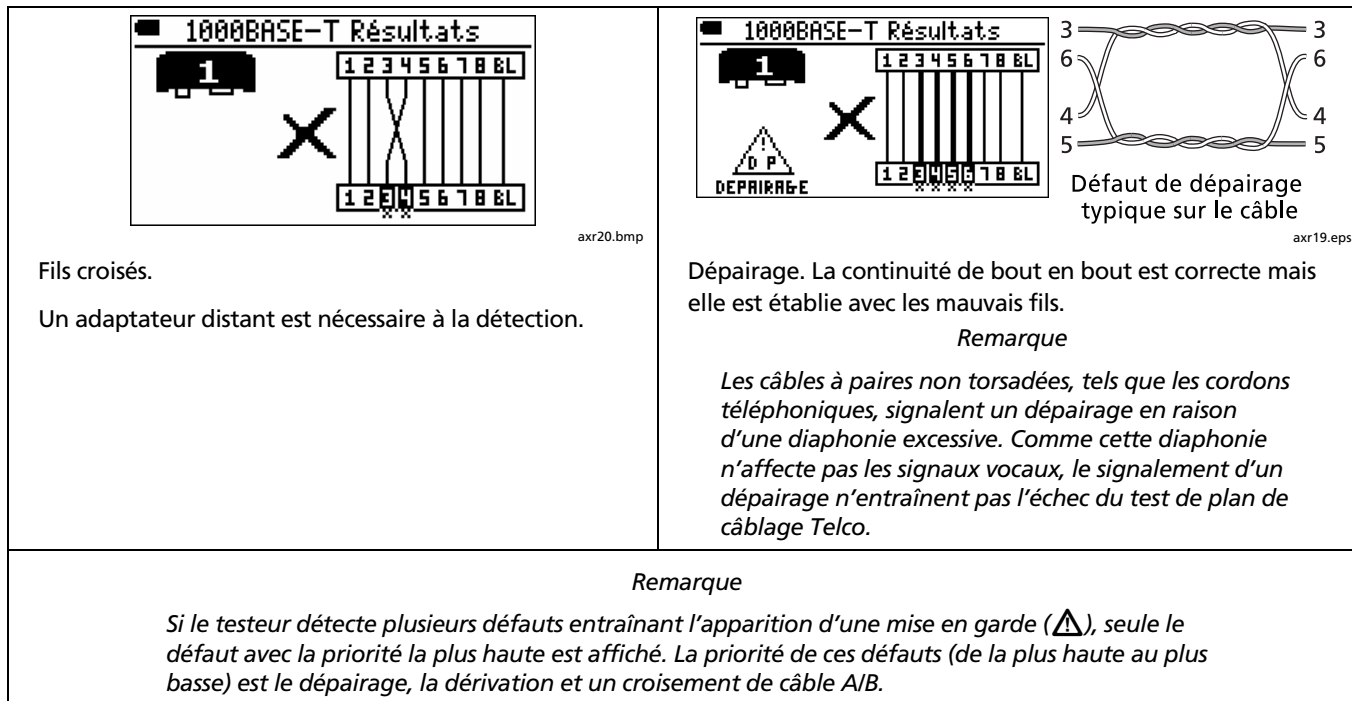 1000BASE-T Résultats
1
1 2 3 4 5 6 7 8 BL
1 2 3 4 5 6 7 8 BL
x x
axr20.bmp
Fils croisés.
Un adaptateur distant est nécessaire à la détection.
1000BASE-T Résultats
1
1 2 3 4 5 6 7 8 BL
! D P
DEPAIRAGE
1 2 3 4 5 6 7 8 BL
x x x x
3 3
6 6
4 4
5 5
Défaut de dépairage
typique sur le câble
axr19.eps
Dépairage. La continuité de bout en bout est correcte mais
elle est établie avec les mauvais fils.
Remarque
Les câbles à paires non torsadées, tels que les cordons
téléphoniques, signalent un dépairage en raison
d'une diaphonie excessive. Comme cette diaphonie
n'affecte pas les signaux vocaux, le signalement d'un
dépairage n'entraînent pas l'échec du test de plan de
câblage Telco.
Remarque
Si le testeur détecte plusieurs défauts entraînant l'apparition d'une mise en garde (⚠), seule le
défaut avec la priorité la plus haute est affiché. La priorité de ces défauts (de la plus haute au plus
basse) est le dépairage, la dérivation et un croisement de câble A/B.